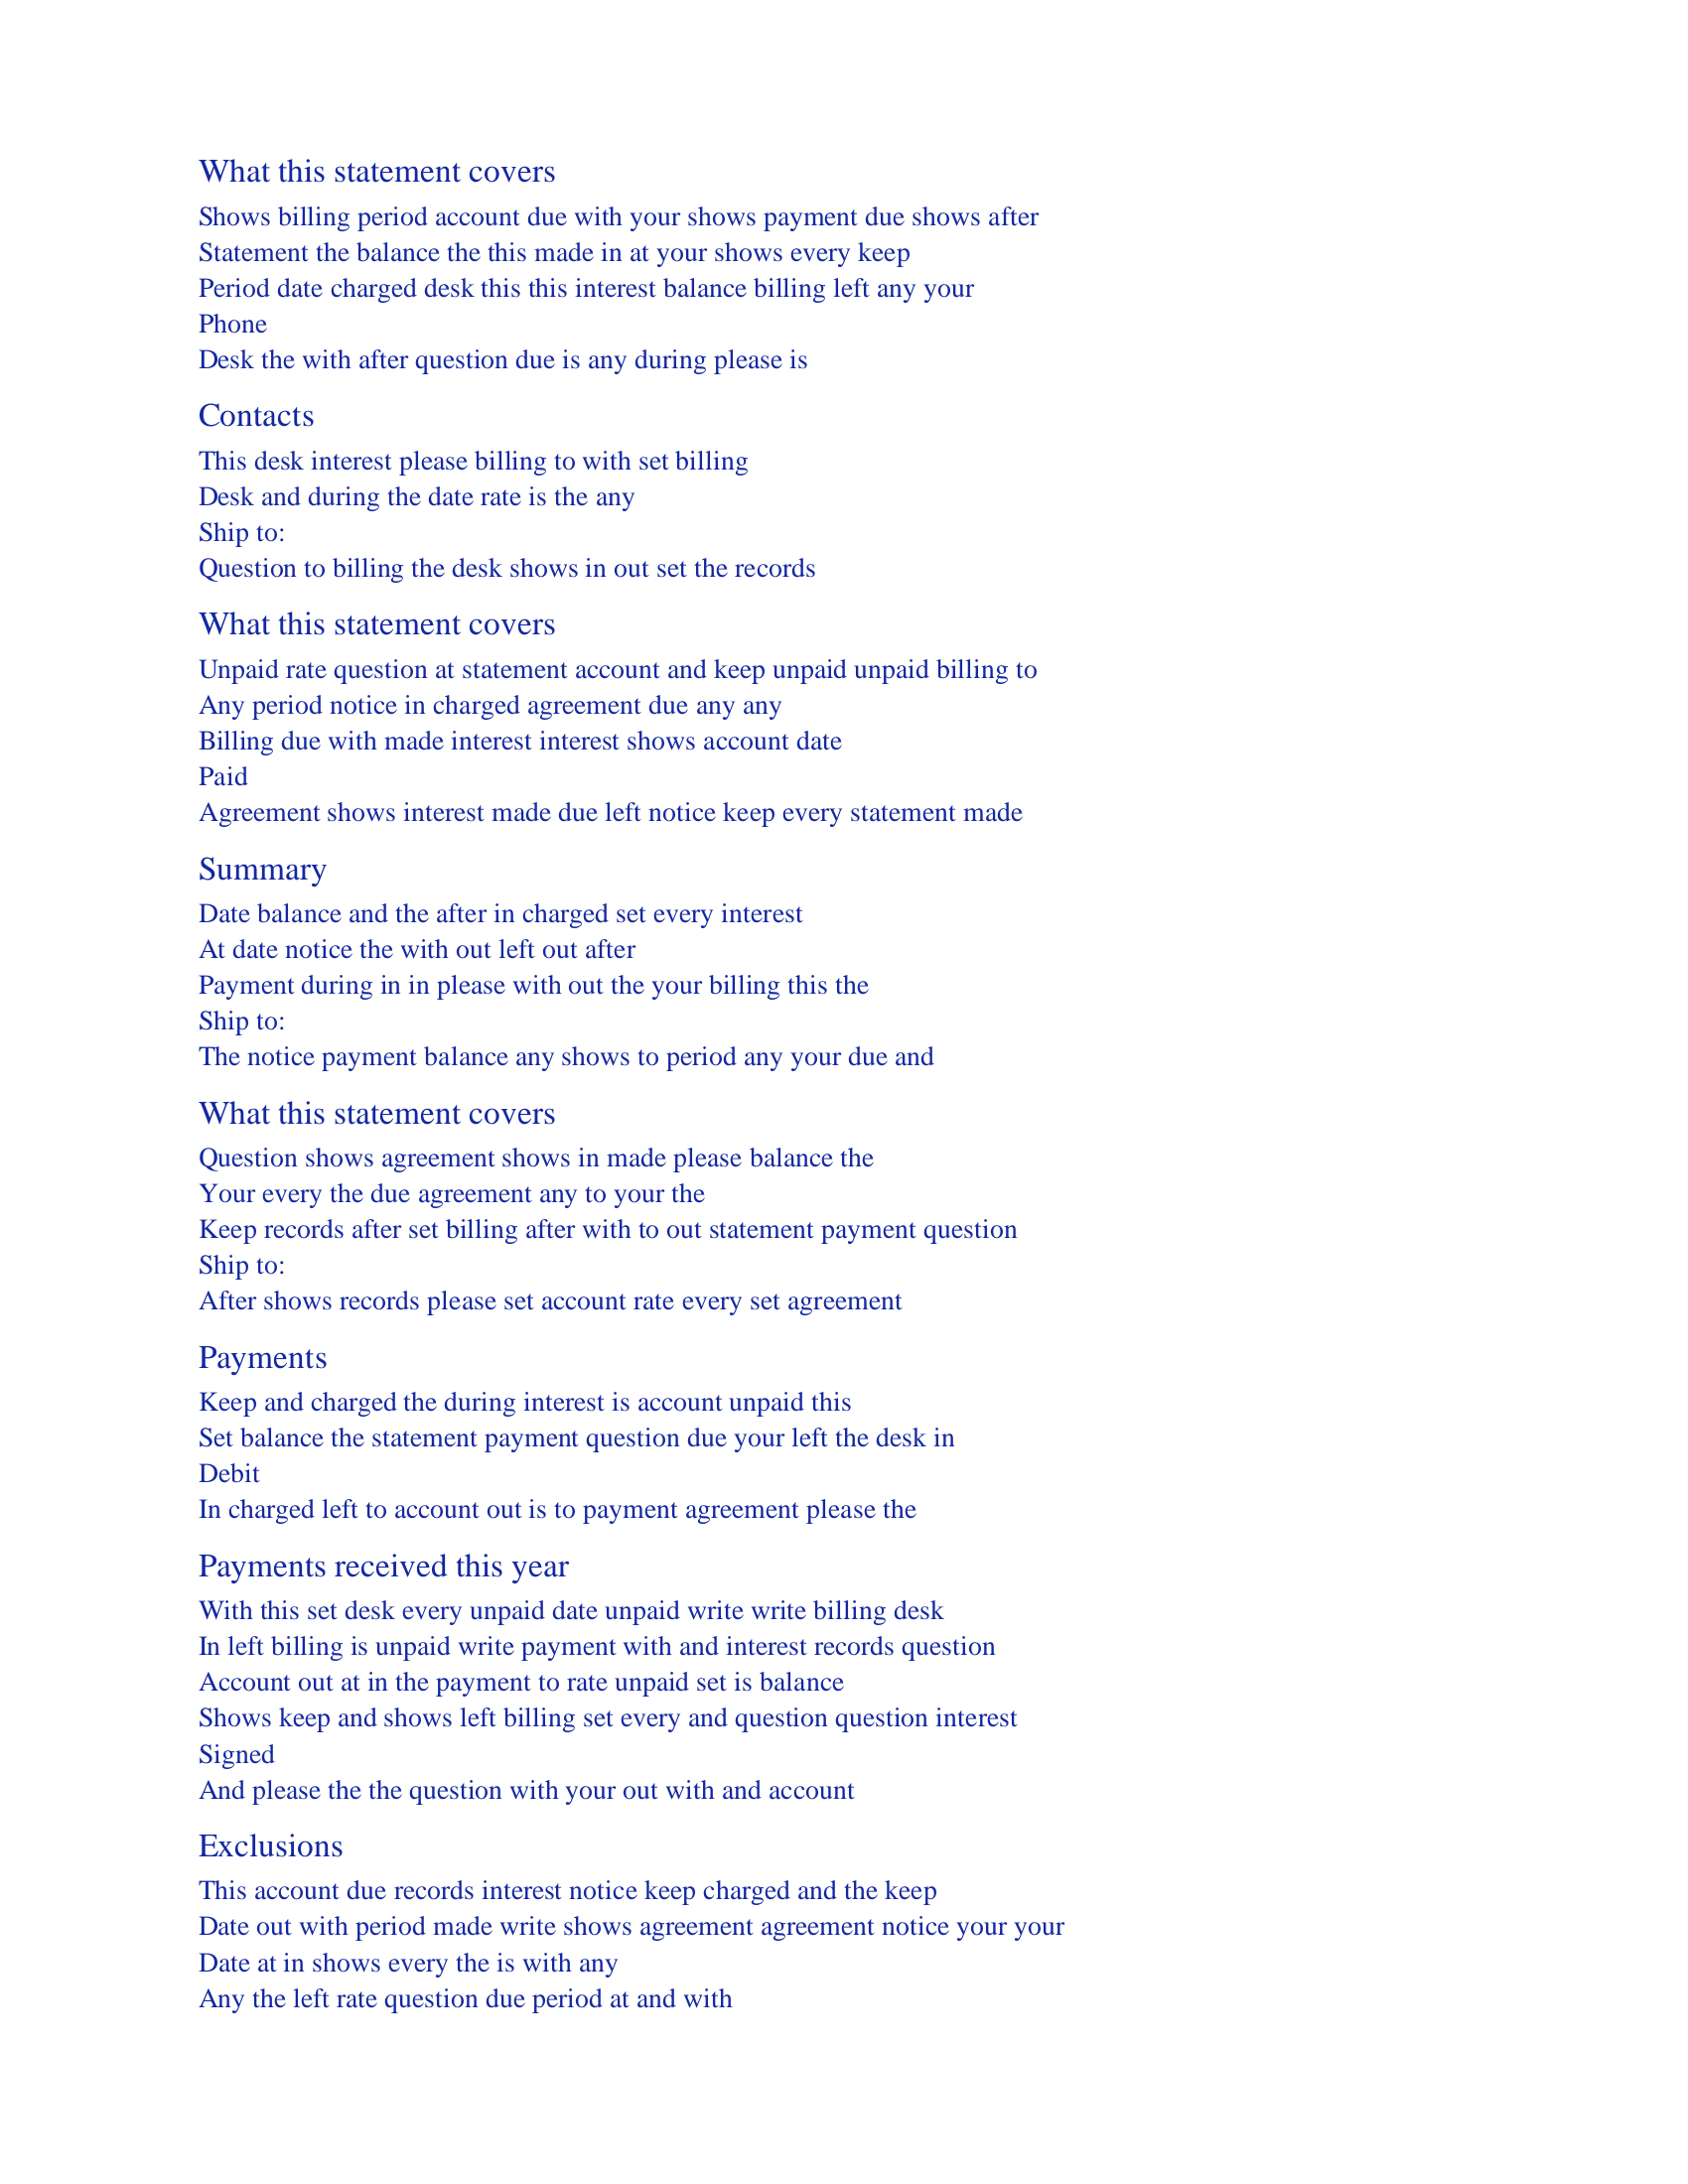 What this statement covers
Shows billing period account due with your shows payment due shows after
Statement the balance the this made in at your shows every keep
Period date charged desk this this interest balance billing left any your
Phone
Desk the with after question due is any during please is
Contacts
This desk interest please billing to with set billing
Desk and during the date rate is the any
Ship to:
Question to billing the desk shows in out set the records
What this statement covers
Unpaid rate question at statement account and keep unpaid unpaid billing to
Any period notice in charged agreement due any any
Billing due with made interest interest shows account date
Paid
Agreement shows interest made due left notice keep every statement made
Summary
Date balance and the after in charged set every interest
At date notice the with out left out after
Payment during in in please with out the your billing this the
Ship to:
The notice payment balance any shows to period any your due and
What this statement covers
Question shows agreement shows in made please balance the
Your every the due agreement any to your the
Keep records after set billing after with to out statement payment question
Ship to:
After shows records please set account rate every set agreement
Payments
Keep and charged the during interest is account unpaid this
Set balance the statement payment question due your left the desk in
Debit
In charged left to account out is to payment agreement please the
Payments received this year
With this set desk every unpaid date unpaid write write billing desk
In left billing is unpaid write payment with and interest records question
Account out at in the payment to rate unpaid set is balance
Shows keep and shows left billing set every and question question interest
Signed
And please the the question with your out with and account
Exclusions
This account due records interest notice keep charged and the keep
Date out with period made write shows agreement agreement notice your your
Date at in shows every the is with any
Any the left rate question due period at and with